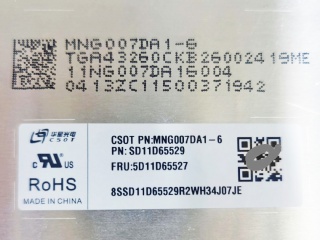 MNG007DA1-6
TGA43260CKB26002419ME
11NG007DA16004
0413ZC11500371942
华星光电
CSOT
CSOT PN:MNG007DA1-6
PN: SD11D65529
FRU:5D11D65527
RoHS
MADE IN CHINA
8SSD11D65529R2WH34J07JE